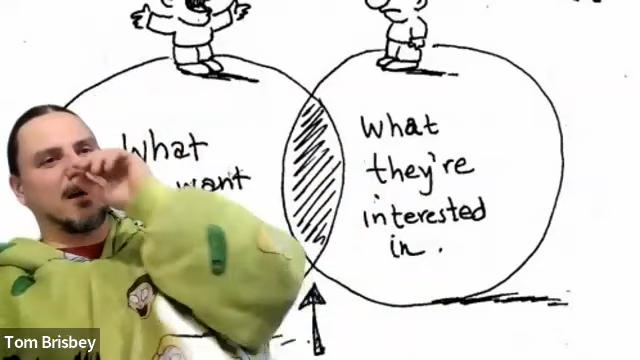 What
want
What
they're
interested
in.
Tom Brisbey